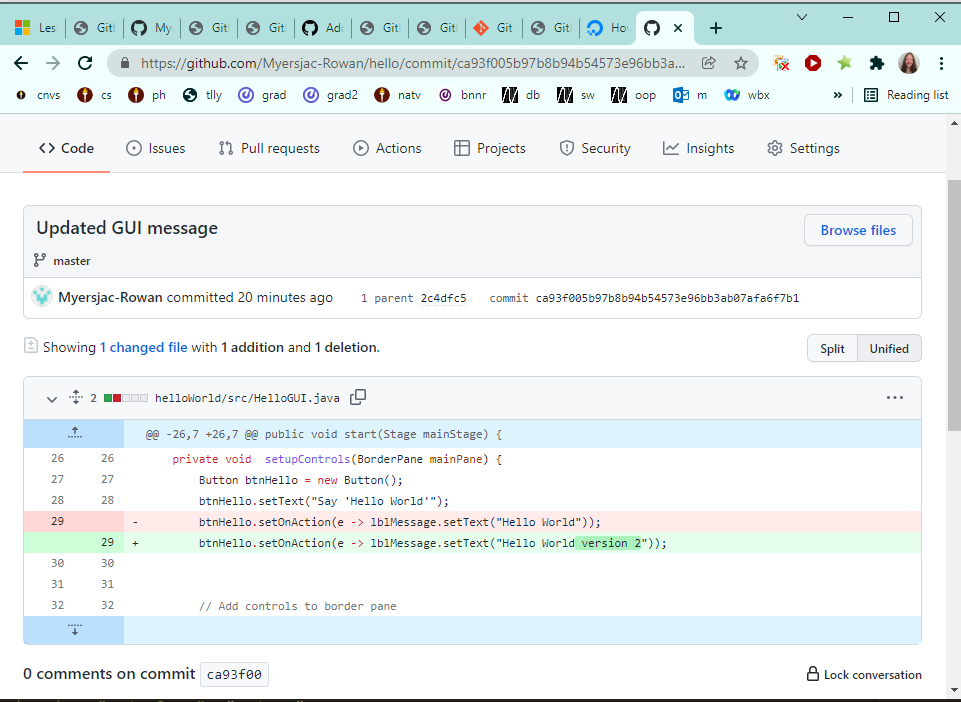 Les Git My Git Git Add Git Git Git Git Ho
https://github.com/Myersjac-Rowan/hello/commit/ca93f005b97b8b94b54573e96bb3a...
cnvs cs ph tlly grad grad2 natv bnnr db sw oop m wbx » Reading list
<> Code Issues Pull requests Actions Projects Security Insights Settings
Updated GUI message
Browse files
master
Myersjac-Rowan committed 20 minutes ago 1 parent 2c4dfc5 commit ca93f005b97b8b94b54573e96bb3ab07afa6f7b1
Showing 1 changed file with 1 addition and 1 deletion.
Split Unified
2 helloWorld/src/HelloGUI.java ...
@@ -26,7 +26,7 @@ public void start(Stage mainStage) {
26 26 private void setupControls(BorderPane mainPane) {
27 27 Button btnHello = new Button();
28 28 btnHello.setText("Say 'Hello World'");
29 - btnHello.setOnAction(e -> lblMessage.setText("Hello World"));
29 + btnHello.setOnAction(e -> lblMessage.setText("Hello World version 2"));
30 30
31 31
32 32 // Add controls to border pane
0 comments on commit ca93f00
Lock conversation